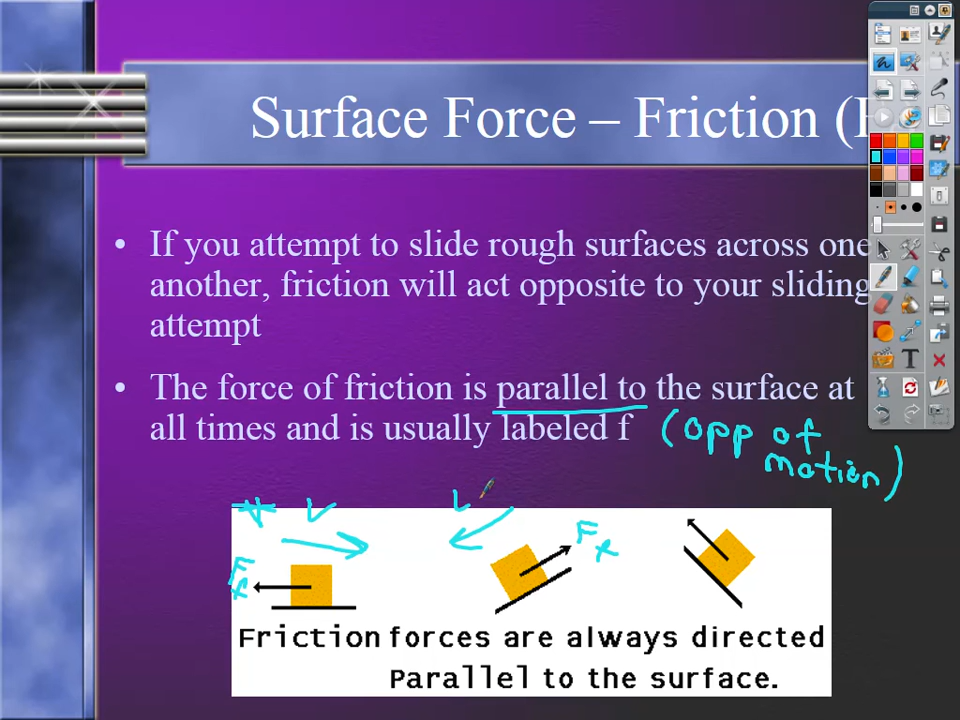 Surface Force – Friction (F
• If you attempt to slide rough surfaces across one
another, friction will act opposite to your sliding
attempt
• The force of friction is parallel to the surface at
all times and is usually labeled f (opp of
motion)
V
V
F
F
Friction forces are always directed
Parallel to the surface.
T